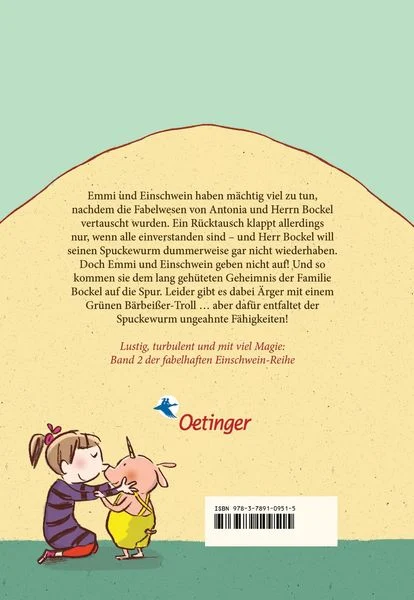 Emmi und Einschwein haben mächtig viel zu tun,
nachdem die Fabelwesen von Antonia und Herrn Bockel
vertauscht wurden. Ein Rücktausch klappt allerdings
nur, wenn alle einverstanden sind – und Herr Bockel will
seinen Spuckewurm dummerweise gar nicht wiederhaben.
Doch Emmi und Einschwein geben nicht auf! Und so
kommen sie dem lang gehüteten Geheimnis der Familie
Bockel auf die Spur. Leider gibt es dabei Ärger mit einem
Grünen Bärbeißer-Troll … aber dafür entfaltet der
Spuckewurm ungeahnte Fähigkeiten!
Lustig, turbulent und mit viel Magie:
Band 2 der fabelhaften Einschwein-Reihe
Oetinger
ISBN 978-3-7891-0951-5